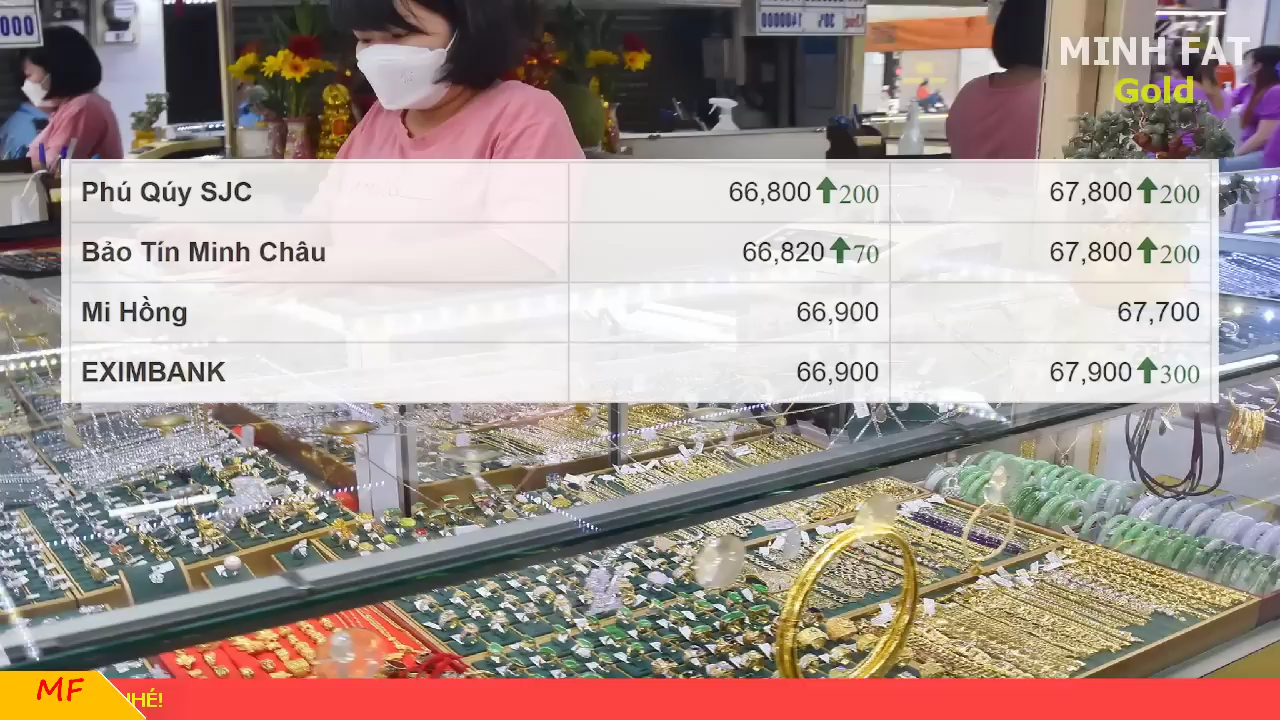 000
MINH FAT
Gold
Phú Qúy SJC 66,800 200 67,800 200
Bảo Tín Minh Châu 66,820 70 67,800 200
Mi Hồng 66,900 67,700
EXIMBANK 66,900 67,900 300
MF
NHÉ!